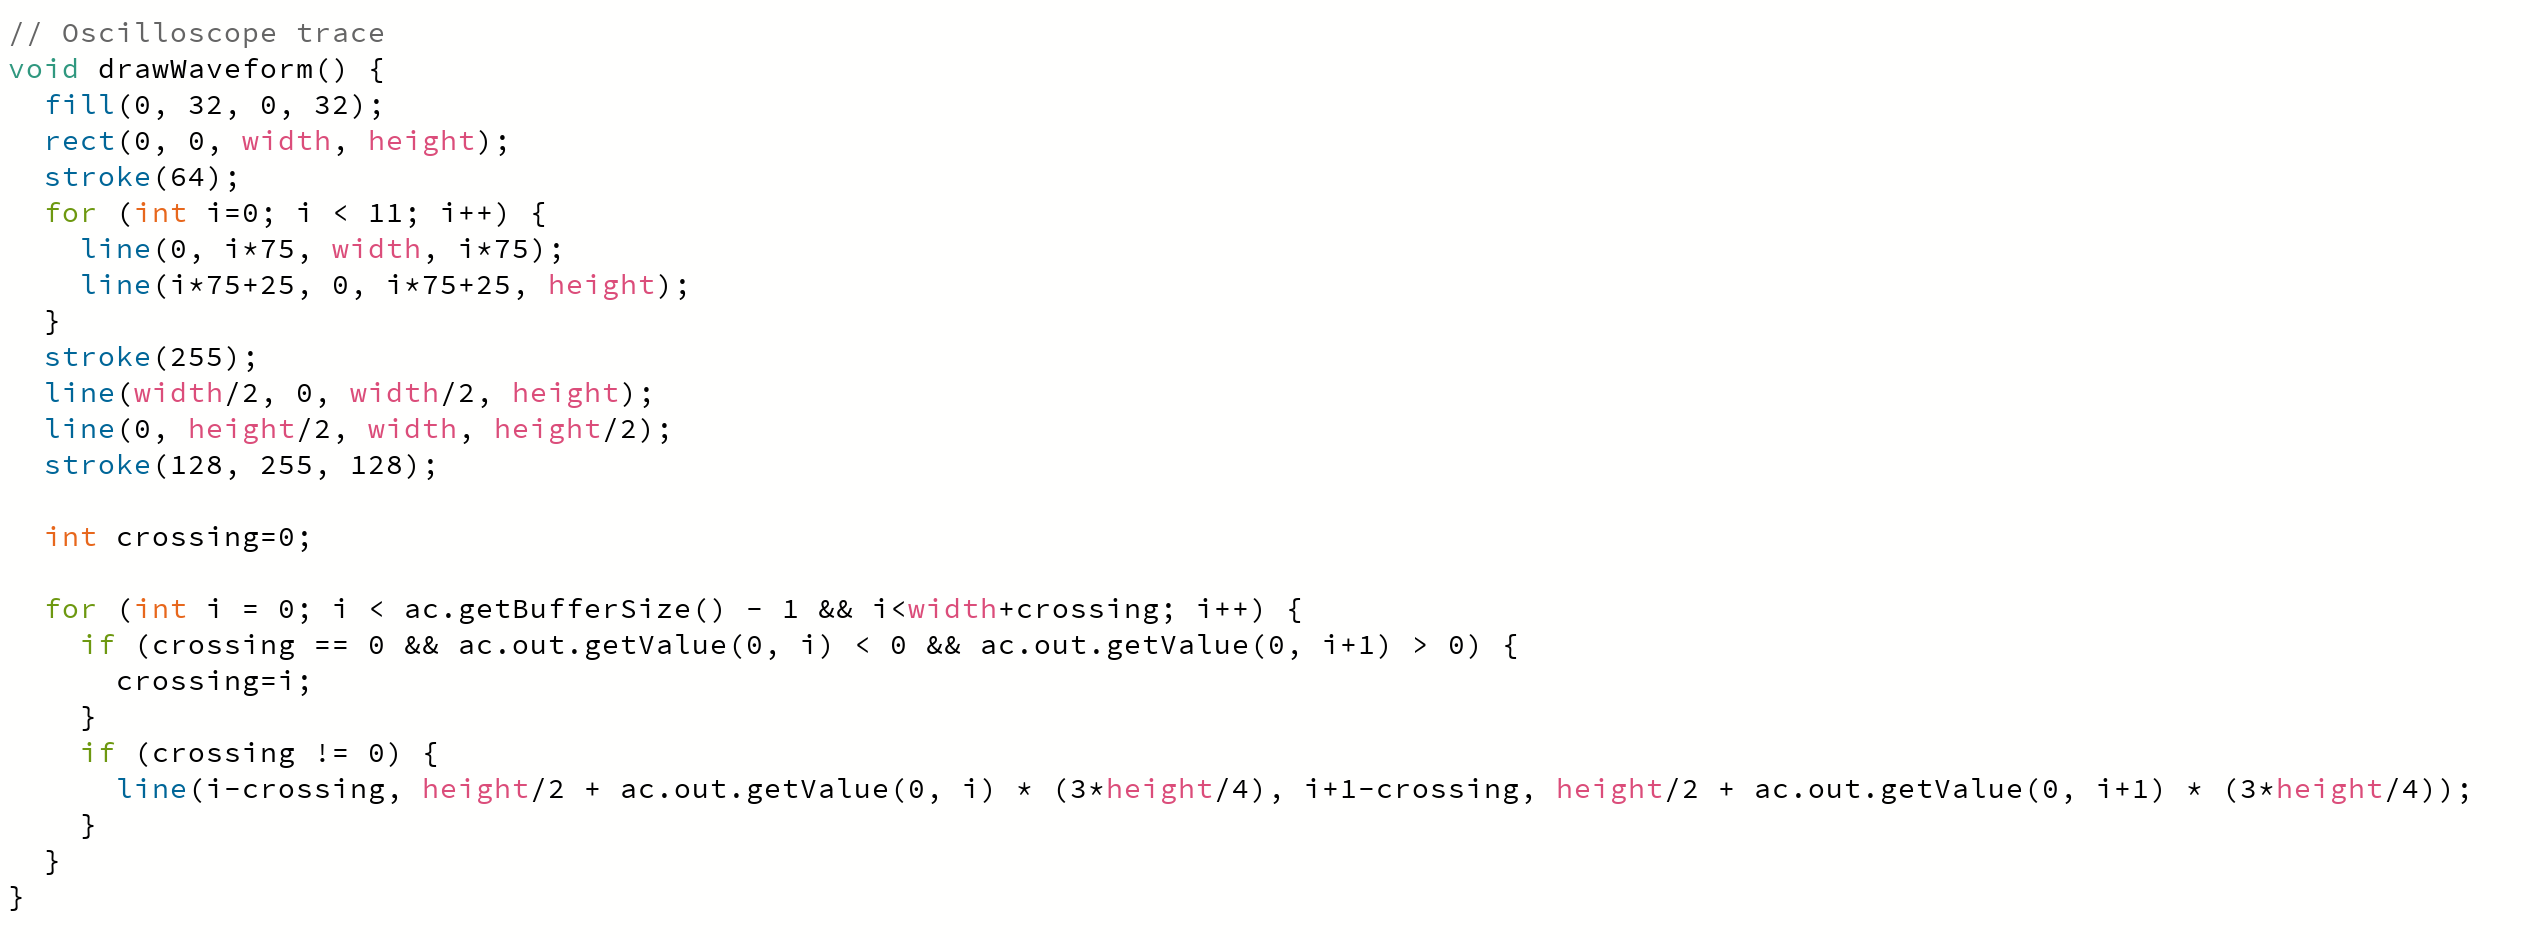 // Oscilloscope trace
void drawWaveform() {
  fill(0, 32, 0, 32);
  rect(0, 0, width, height);
  stroke(64);
  for (int i=0; i < 11; i++) {
    line(0, i*75, width, i*75);
    line(i*75+25, 0, i*75+25, height);
  }
  stroke(255);
  line(width/2, 0, width/2, height);
  line(0, height/2, width, height/2);
  stroke(128, 255, 128);

  int crossing=0;

  for (int i = 0; i < ac.getBufferSize() - 1 && i<width+crossing; i++) {
    if (crossing == 0 && ac.out.getValue(0, i) < 0 && ac.out.getValue(0, i+1) > 0) {
      crossing=i;
    }
    if (crossing != 0) {
      line(i-crossing, height/2 + ac.out.getValue(0, i) * (3*height/4), i+1-crossing, height/2 + ac.out.getValue(0, i+1) * (3*height/4));
    }
  }
}